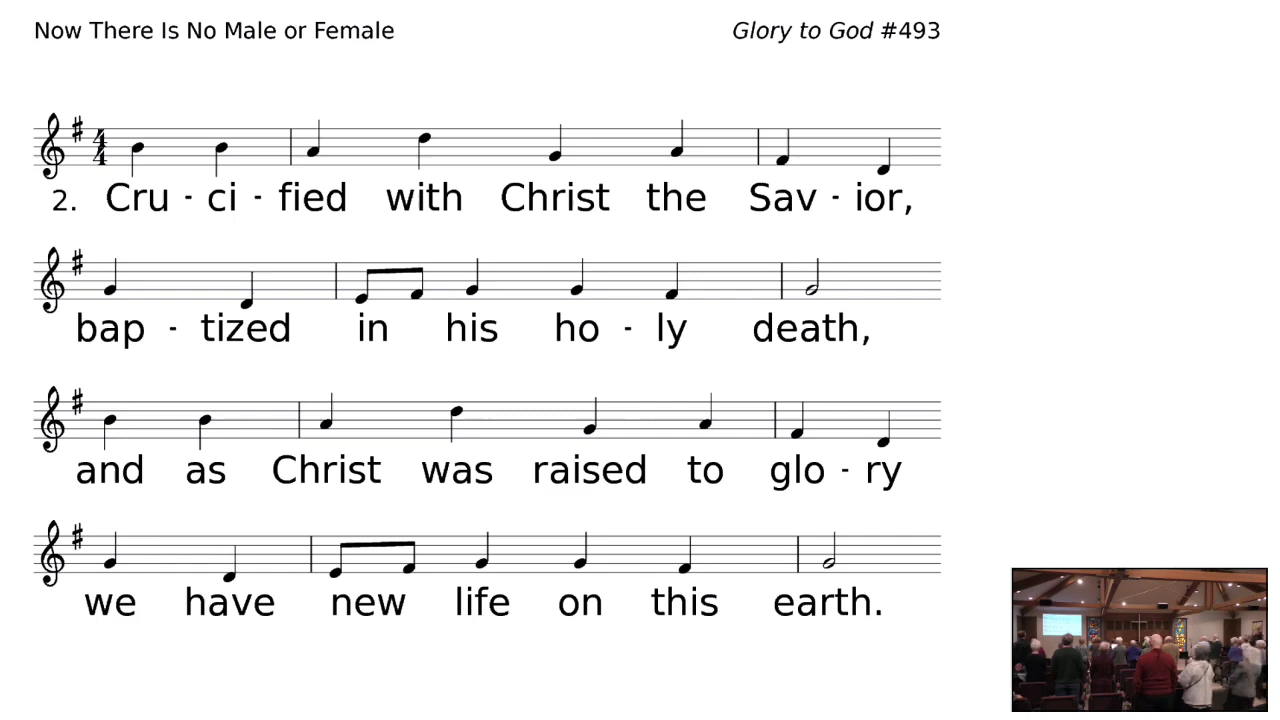 Now There Is No Male or Female
Glory to God #493
2. Cru - ci - fied with Christ the Sav - ior,
bap - tized in his ho - ly death,
and as Christ was raised to glo - ry
we have new life on this earth.